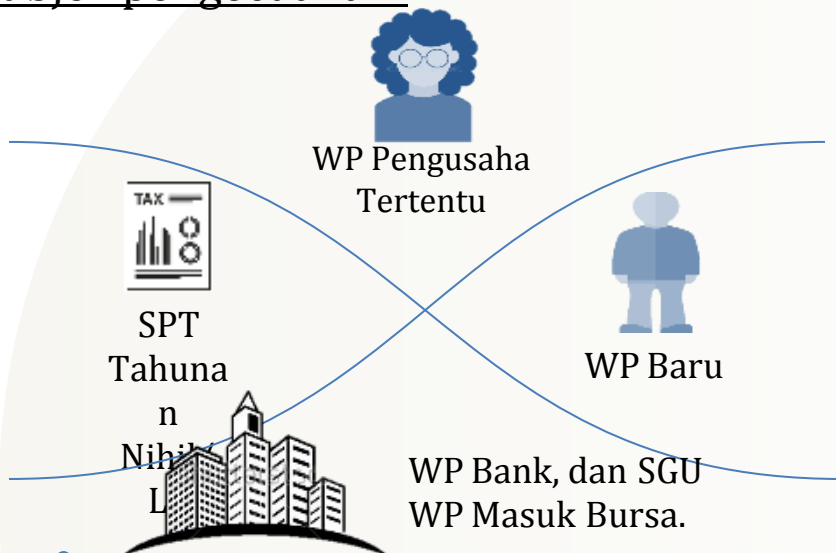 WP Pengusaha
Tertentu
TAX
SPT
Tahuna
n
WP Baru
WP Bank, dan SGU
WP Masuk Bursa.